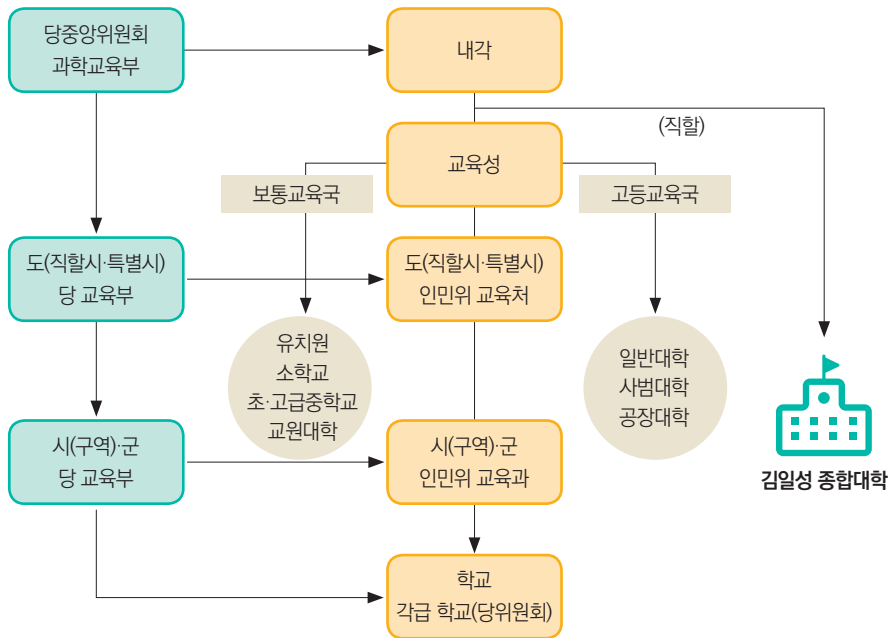 당중앙위원회
과학교육부
내각
(직할)
교육성
보통교육국
고등교육국
도(직할시·특별시)
당 교육부
도(직할시·특별시)
인민위 교육처
유치원
소학교
초·고급중학교
교원대학
일반대학
사범대학
공장대학
시(구역)·군
당 교육부
시(구역)·군
인민위 교육과
김일성 종합대학
학교
각급 학교(당위원회)